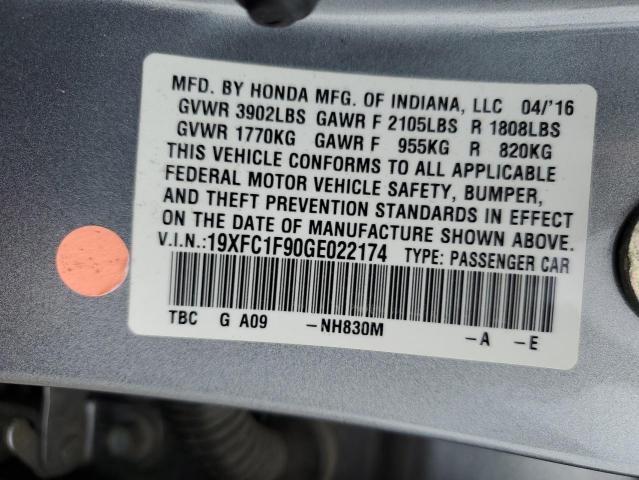 MFD. BY HONDA MFG. OF INDIANA, LLC 04/'16
GVWR 3902LBS GAWR F 2105LBS R 1808LBS
GVWR 1770KG GAWR F 955KG R 820KG
THIS VEHICLE CONFORMS TO ALL APPLICABLE
FEDERAL MOTOR VEHICLE SAFETY, BUMPER,
AND THEFT PREVENTION STANDARDS IN EFFECT
ON THE DATE OF MANUFACTURE SHOWN ABOVE.
V.I.N.:19XFC1F90GE022174 TYPE: PASSENGER CAR
TBC G A09 -NH830M -A -E